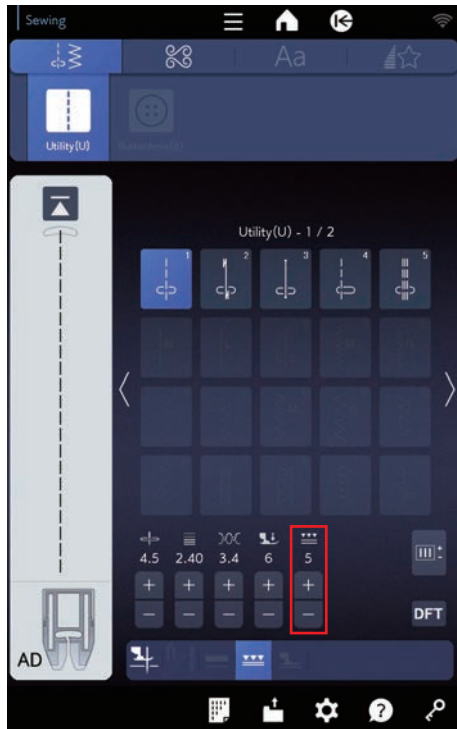 Sewing
Aa
Utility(U)
Utility(U) - 1 / 2
1 2 3 4 5
4.5 2.40 3.4 6 5
+ + + + +
− − − − −
DFT
AD
?